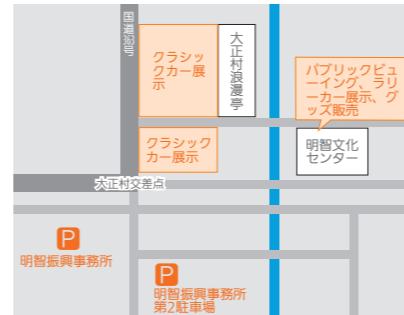 国道363号
クラシッ
クカー展
示
大正村浪漫亭
パブリックビュ
ーイング、ラリ
ーカー展示、グ
ッズ販売
クラシック
カー展示
明智文化
センター
大正村交差点
P
明智振興事務所
P
明智振興事務所
第2駐車場